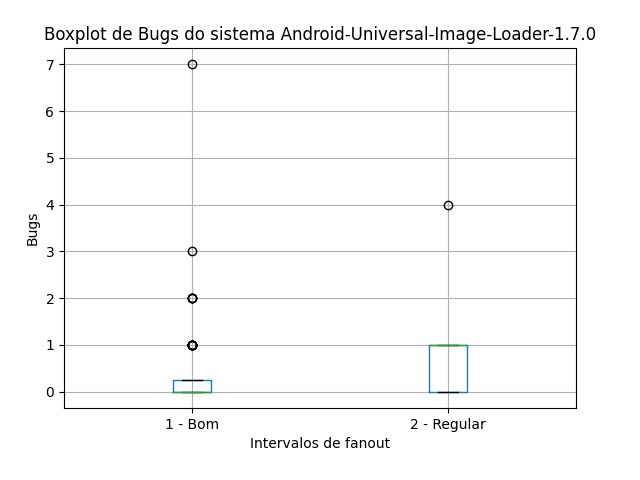 Boxplot de Bugs do sistema Android-Universal-Image-Loader-1.7.0
7
6
5
4
3
2
1
0
Bugs
1 - Bom
2 - Regular
Intervalos de fanout